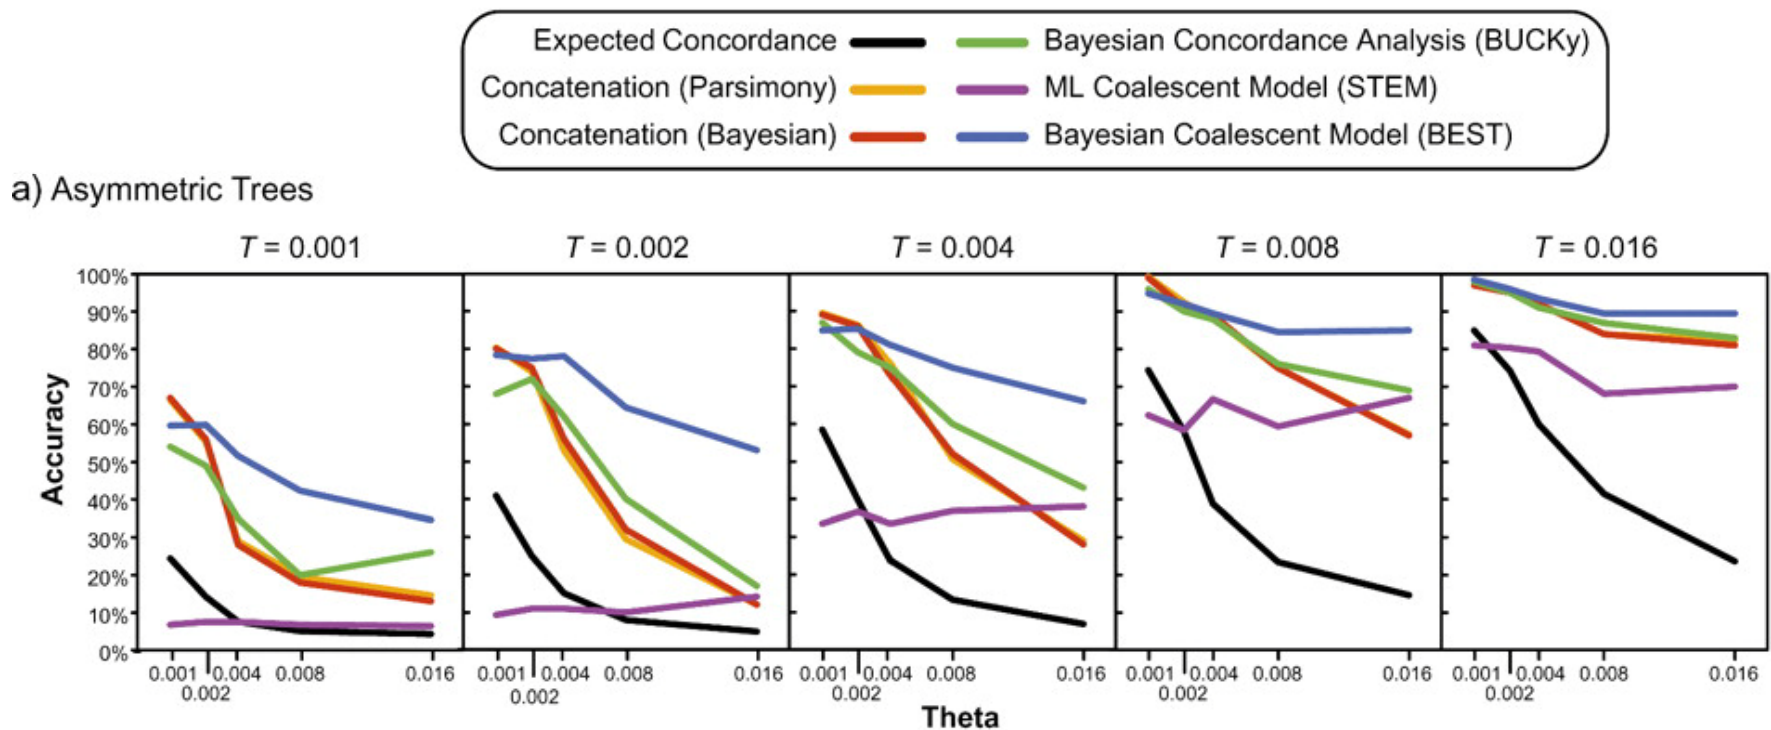 Expected Concordance
Bayesian Concordance Analysis (BUCKy)
Concatenation (Parsimony)
ML Coalescent Model (STEM)
Concatenation (Bayesian)
Bayesian Coalescent Model (BEST)
a) Asymmetric Trees
T = 0.001
T = 0.002
T = 0.004
T = 0.008
T = 0.016
100%
90%
80%
70%
60%
50%
40%
30%
20%
10%
0%
Accuracy
0.001 0.004 0.008 0.016
0.002
0.001 0.004 0.008 0.016
0.002
0.001 0.004 0.008 0.016
0.002
0.001 0.004 0.008 0.016
0.002
0.001 0.004 0.008 0.016
0.002
Theta